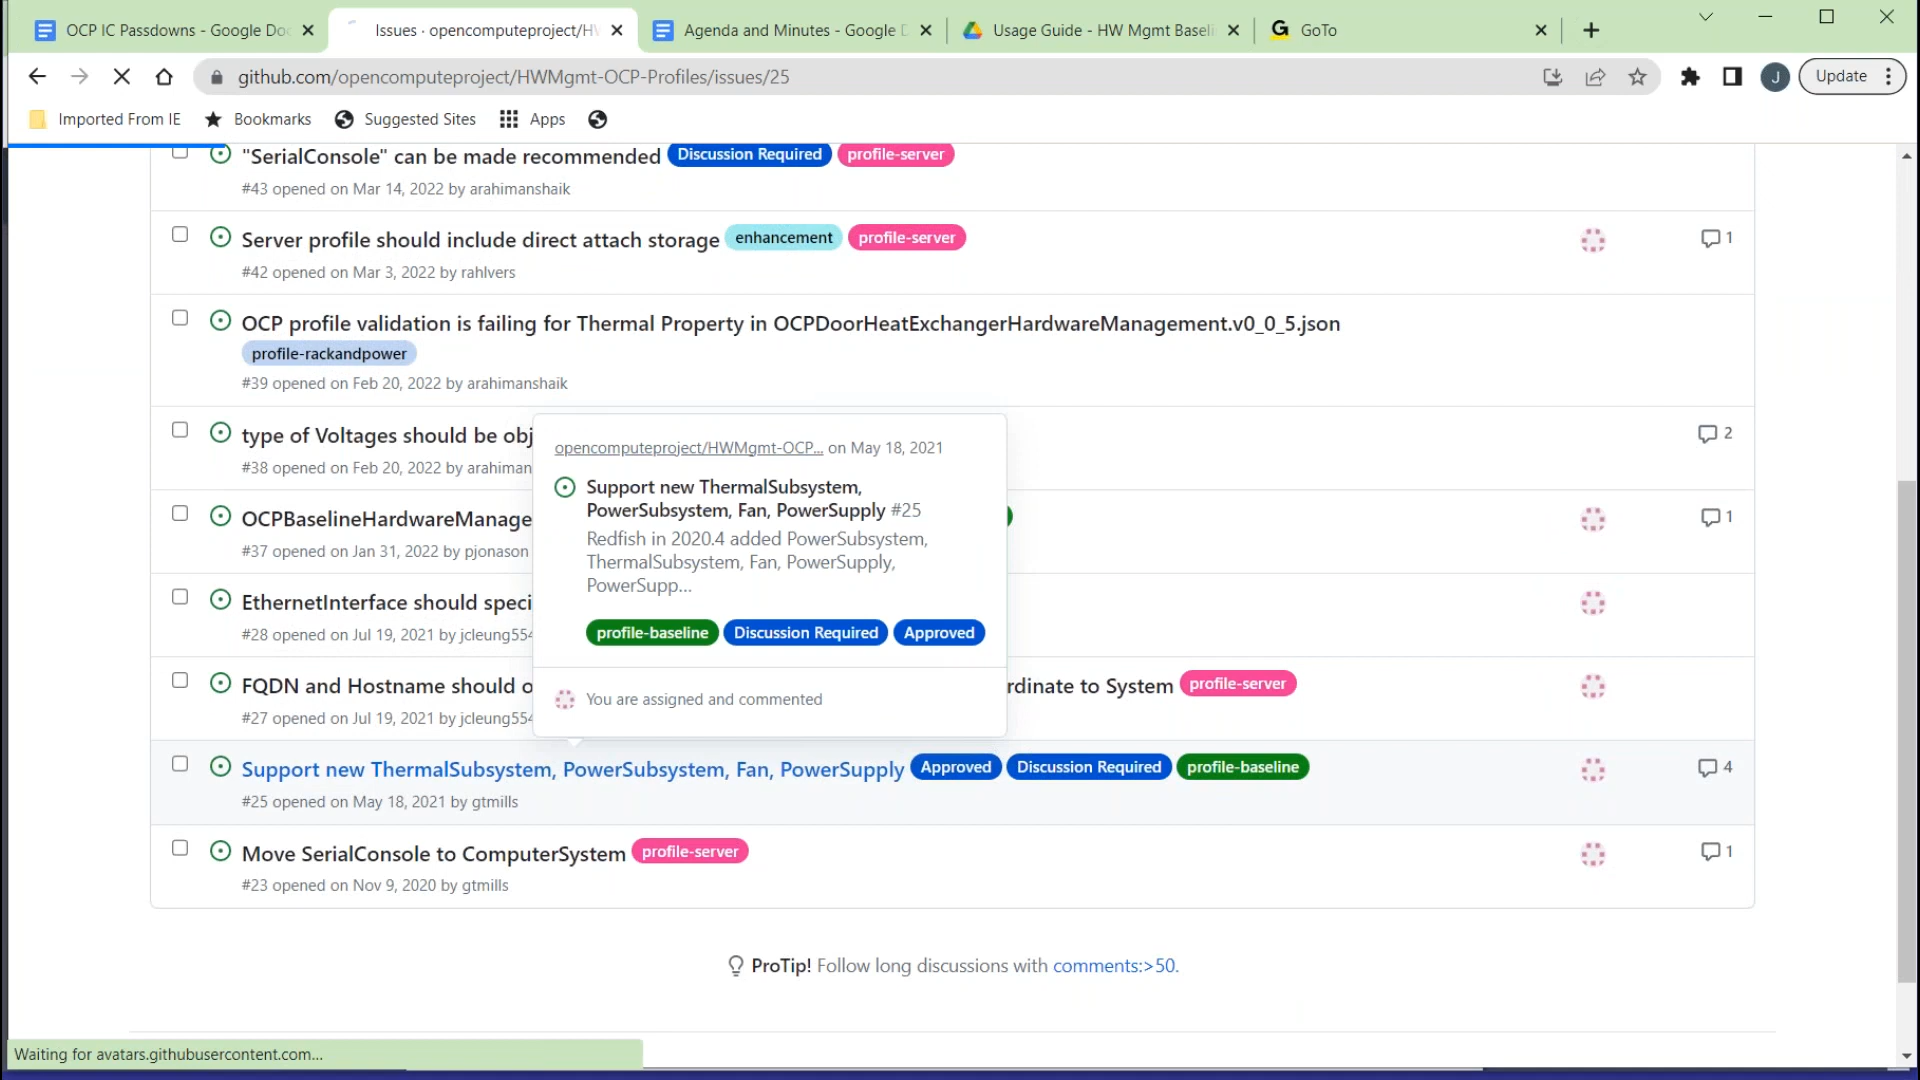 OCP IC Passdowns - Google Doc
Issues · opencomputeproject/HW
Agenda and Minutes - Google D
Usage Guide - HW Mgmt Baseli
GoTo
github.com/opencomputeproject/HWMgmt-OCP-Profiles/issues/25
J
Update
Imported From IE
Bookmarks
Suggested Sites
Apps
"SerialConsole" can be made recommended Discussion Required profile-server
#43 opened on Mar 14, 2022 by arahimanshaik
Server profile should include direct attach storage enhancement profile-server 1
#42 opened on Mar 3, 2022 by rahlvers
OCP profile validation is failing for Thermal Property in OCPDoorHeatExchangerHardwareManagement.v0_0_5.json
profile-rackandpower
#39 opened on Feb 20, 2022 by arahimanshaik
type of Voltages should be obj 2
#38 opened on Feb 20, 2022 by arahiman
opencomputeproject/HWMgmt-OCP... on May 18, 2021
Support new ThermalSubsystem,
PowerSubsystem, Fan, PowerSupply #25
Redfish in 2020.4 added PowerSubsystem,
ThermalSubsystem, Fan, PowerSupply,
PowerSupp...
profile-baseline Discussion Required Approved
You are assigned and commented
OCPBaselineHardwareManage 1
#37 opened on Jan 31, 2022 by pjonason
EthernetInterface should speci
#28 opened on Jul 19, 2021 by jcleung554
FQDN and Hostname should o rdinate to System profile-server
#27 opened on Jul 19, 2021 by jcleung554
Support new ThermalSubsystem, PowerSubsystem, Fan, PowerSupply Approved Discussion Required profile-baseline 4
#25 opened on May 18, 2021 by gtmills
Move SerialConsole to ComputerSystem profile-server 1
#23 opened on Nov 9, 2020 by gtmills
ProTip! Follow long discussions with comments:>50.
Waiting for avatars.githubusercontent.com...